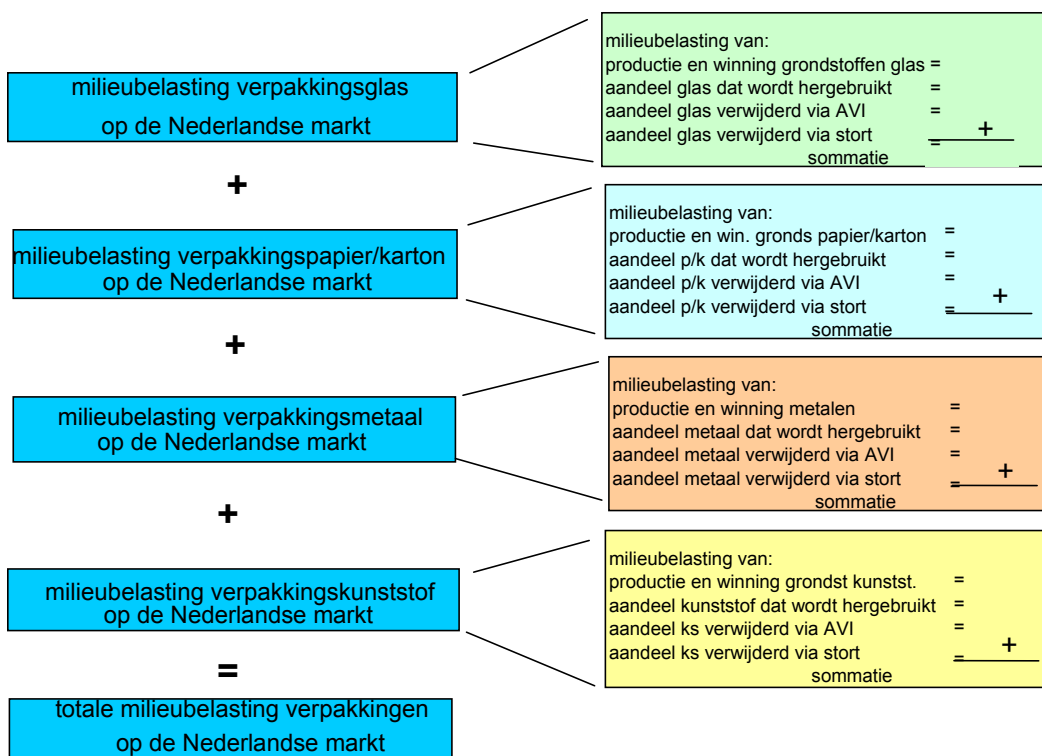 milieubelasting verpakkingsglas
op de Nederlandse markt
milieubelasting van:
productie en winning grondstoffen glas =
aandeel glas dat wordt hergebruikt =
aandeel glas verwijderd via AVI =
aandeel glas verwijderd via stort = +
sommatie
+
milieubelasting verpakkingspapier/karton
op de Nederlandse markt
milieubelasting van:
productie en win. gronds papier/karton =
aandeel p/k dat wordt hergebruikt =
aandeel p/k verwijderd via AVI =
aandeel p/k verwijderd via stort = +
sommatie
+
milieubelasting verpakkingsmetaal
op de Nederlandse markt
milieubelasting van:
productie en winning metalen =
aandeel metaal dat wordt hergebruikt =
aandeel metaal verwijderd via AVI =
aandeel metaal verwijderd via stort = +
sommatie
+
milieubelasting verpakkingskunststof
op de Nederlandse markt
milieubelasting van:
productie en winning grondst kunstst. =
aandeel kunststof dat wordt hergebruikt =
aandeel ks verwijderd via AVI =
aandeel ks verwijderd via stort = +
sommatie
=
totale milieubelasting verpakkingen
op de Nederlandse markt